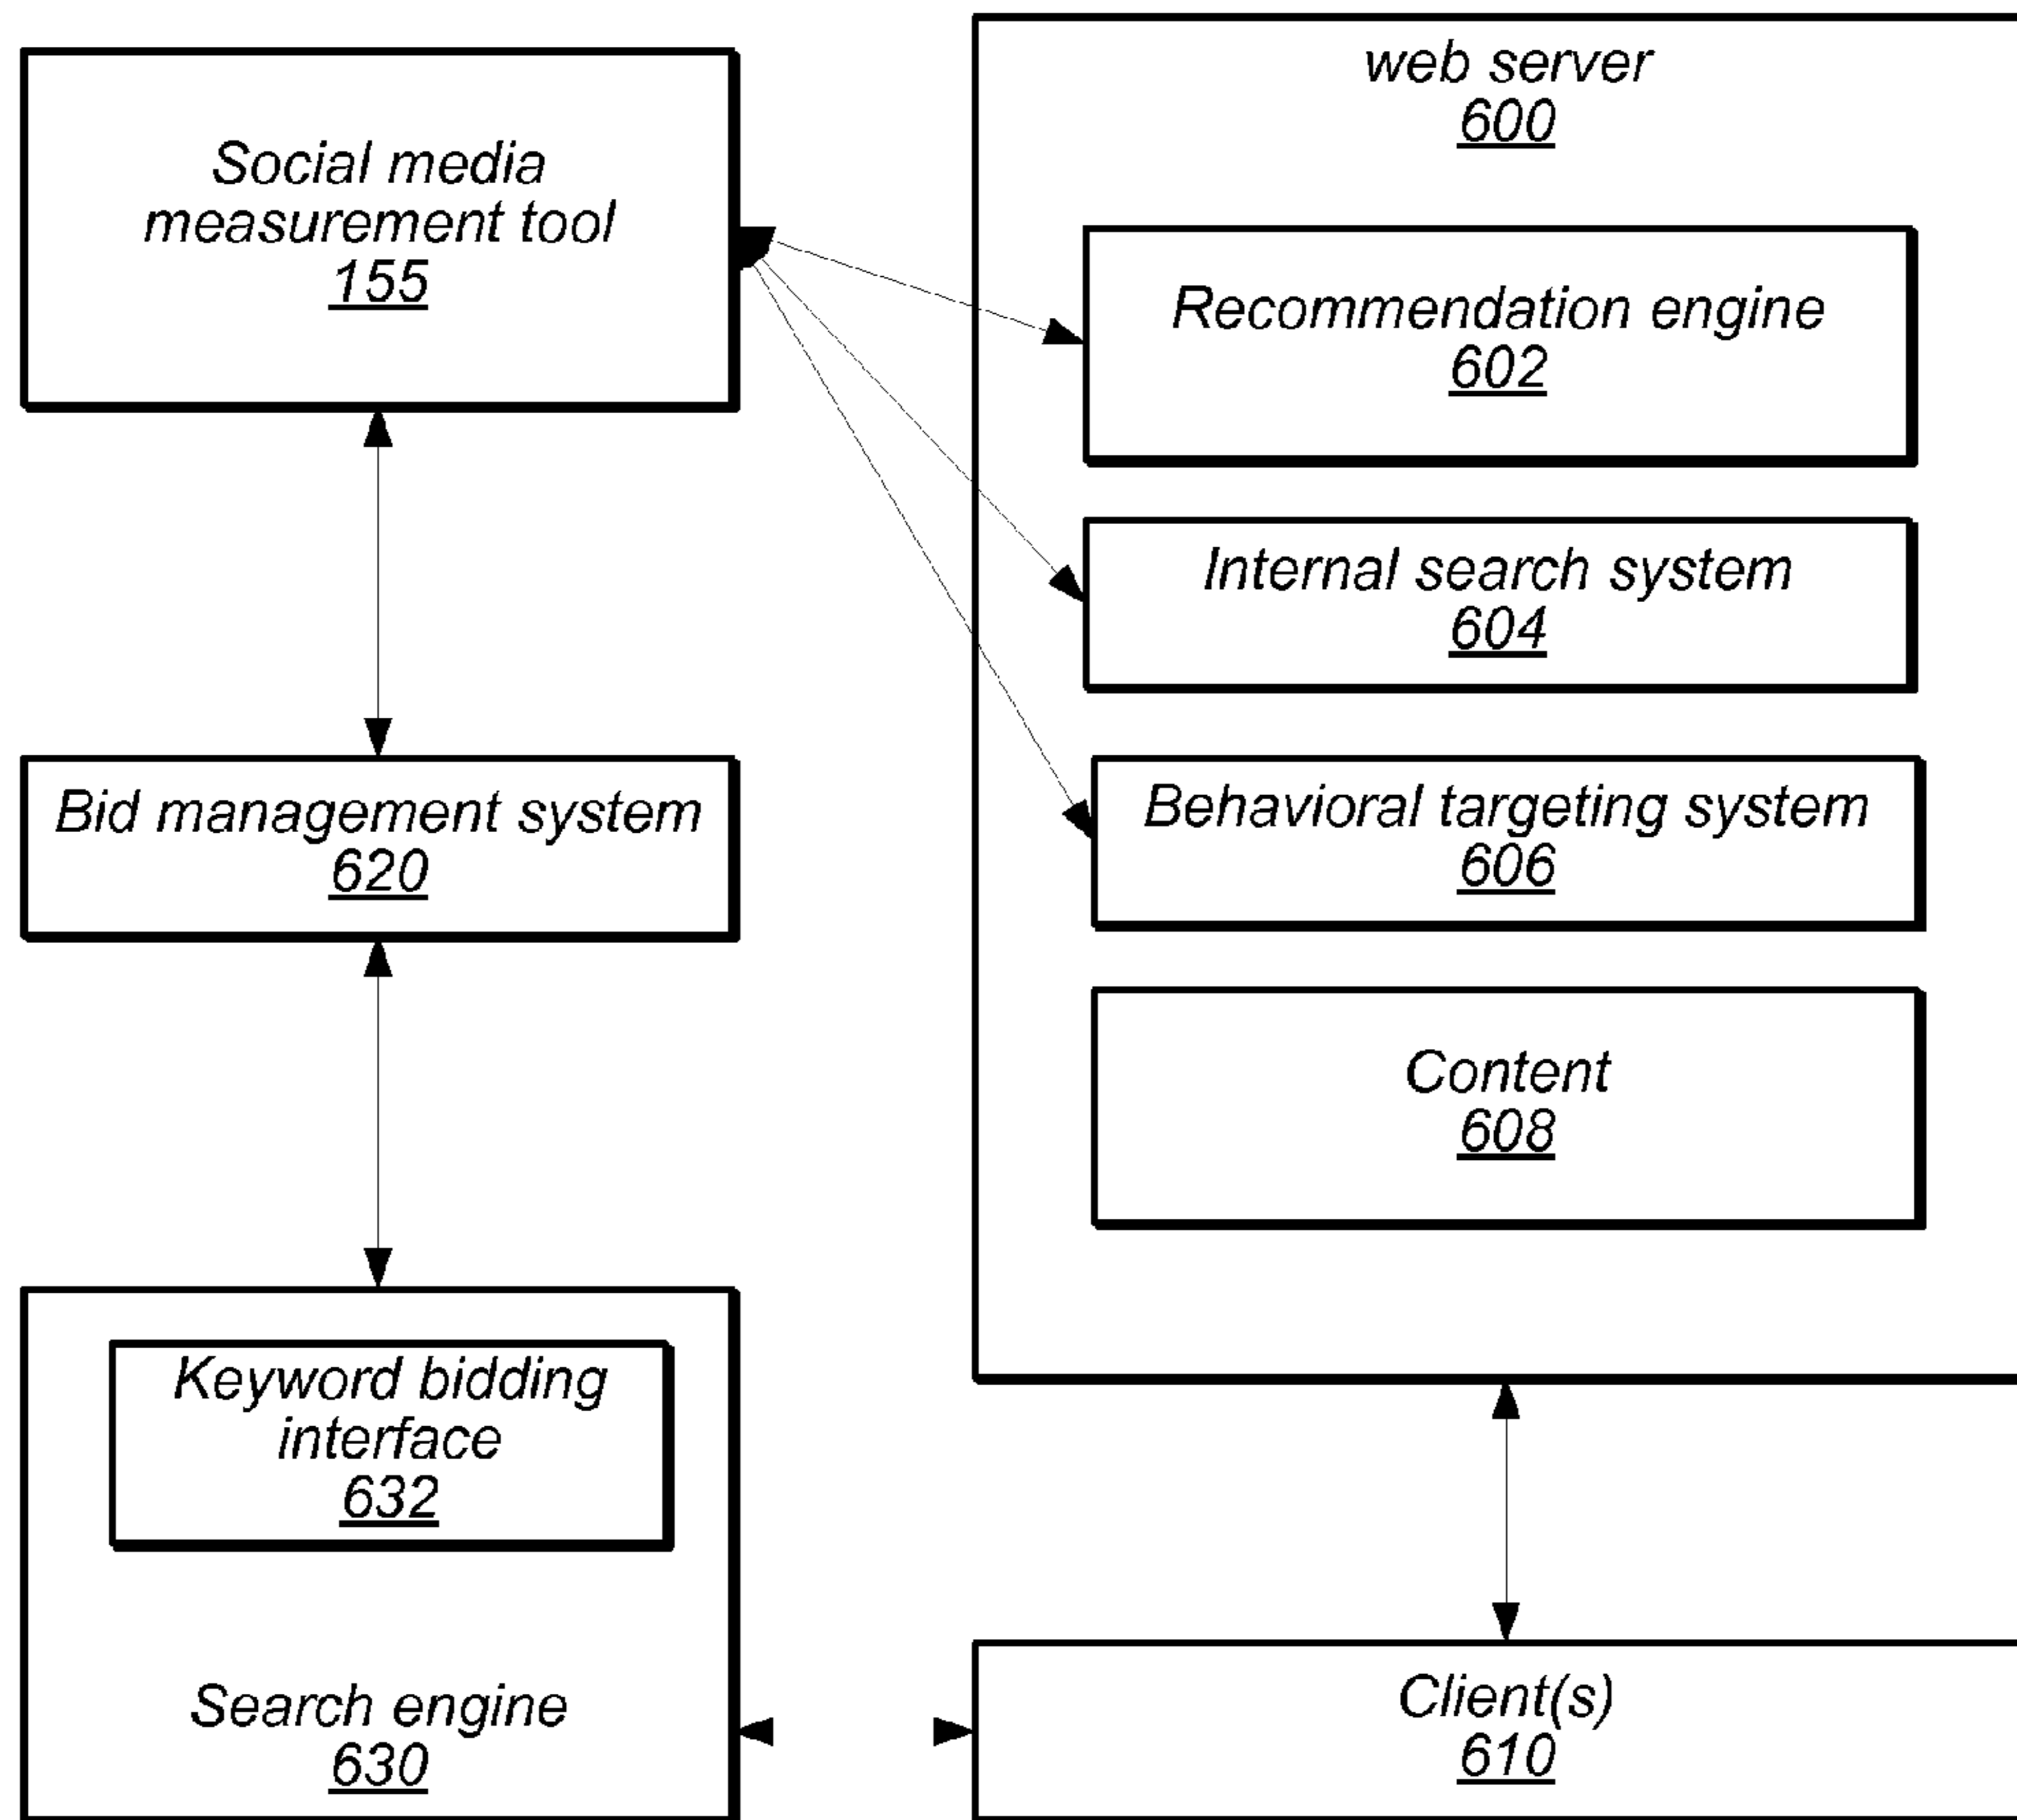 Social media
measurement tool
155
Bid management system
620
Keyword bidding
interface
632
Search engine
630
web server
600
Recommendation engine
602
Internal search system
604
Behavioral targeting system
606
Content
608
Client(s)
610